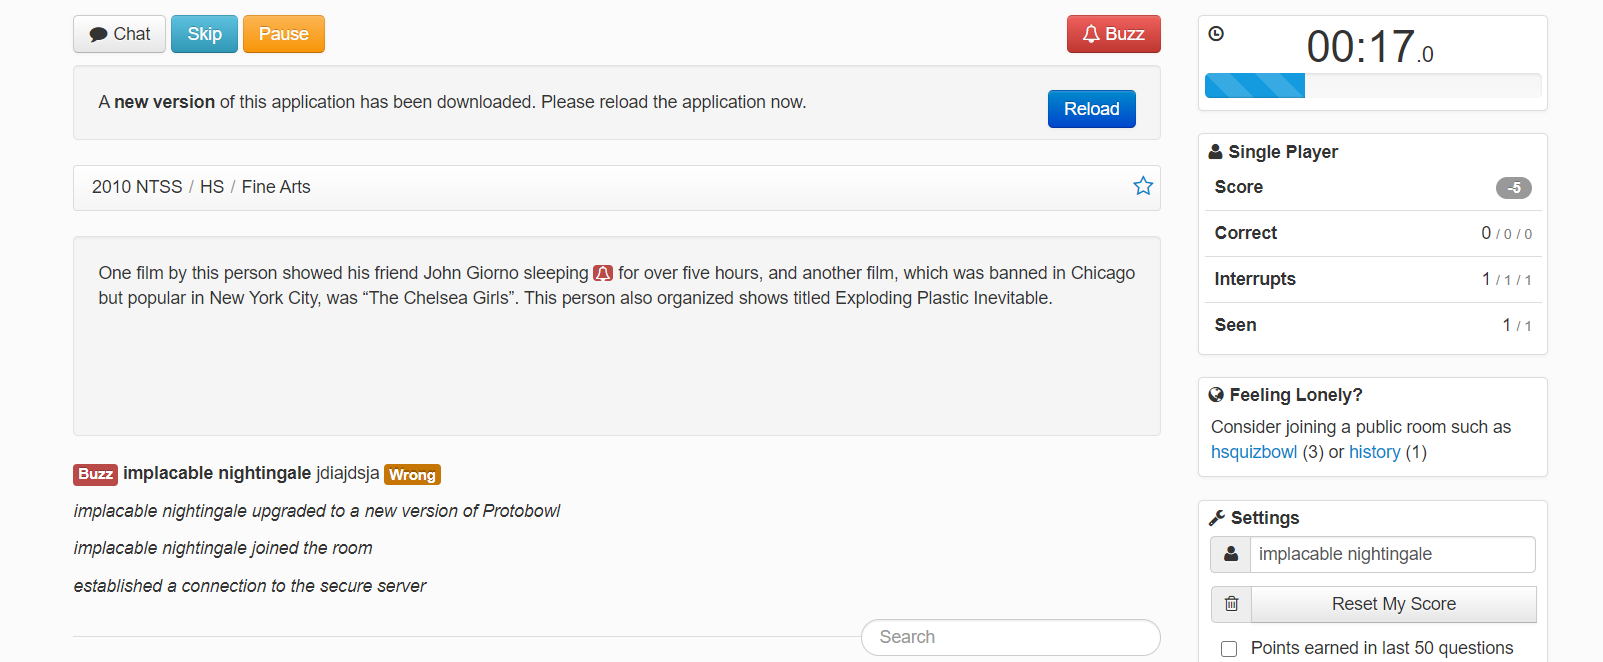 Chat Skip Pause Buzz
A new version of this application has been downloaded. Please reload the application now.
Reload
2010 NTSS / HS / Fine Arts
One film by this person showed his friend John Giorno sleeping for over five hours, and another film, which was banned in Chicago
but popular in New York City, was “The Chelsea Girls”. This person also organized shows titled Exploding Plastic Inevitable.
Buzz implacable nightingale jdiajdsja Wrong
implacable nightingale upgraded to a new version of Protobowl
implacable nightingale joined the room
established a connection to the secure server
Search
00:17.0
Single Player
Score -5
Correct 0 / 0 / 0
Interrupts 1 / 1 / 1
Seen 1 / 1
Feeling Lonely?
Consider joining a public room such as
hsquizbowl (3) or history (1)
Settings
implacable nightingale
Reset My Score
Points earned in last 50 questions